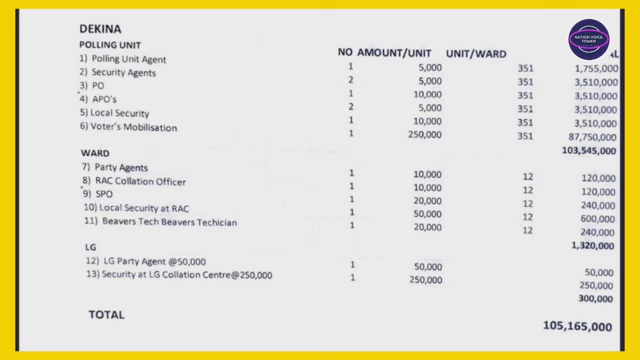 NATION VOICE
TOWER
DEKINA
POLLING UNIT NO AMOUNT/UNIT UNIT/WARD AL
1) Polling Unit Agent 1 5,000 351 1,755,000
2) Security Agents 2 5,000 351 3,510,000
3) PO 1 10,000 351 3,510,000
4) APO's 2 5,000 351 3,510,000
5) Local Security 1 10,000 351 3,510,000
6) Voter's Mobilisation 1 250,000 351 87,750,000
103,545,000
WARD
7) Party Agents 1 10,000 12 120,000
8) RAC Collation Officer 1 10,000 12 120,000
9) SPO 1 20,000 12 240,000
10) Local Security at RAC 1 50,000 12 600,000
11) Beavers Tech Beavers Techician 1 20,000 12 240,000
1,320,000
LG
12) LG Party Agent @50,000 1 50,000 50,000
13) Security at LG Collation Centre@250,000 1 250,000 250,000
300,000
TOTAL 105,165,000